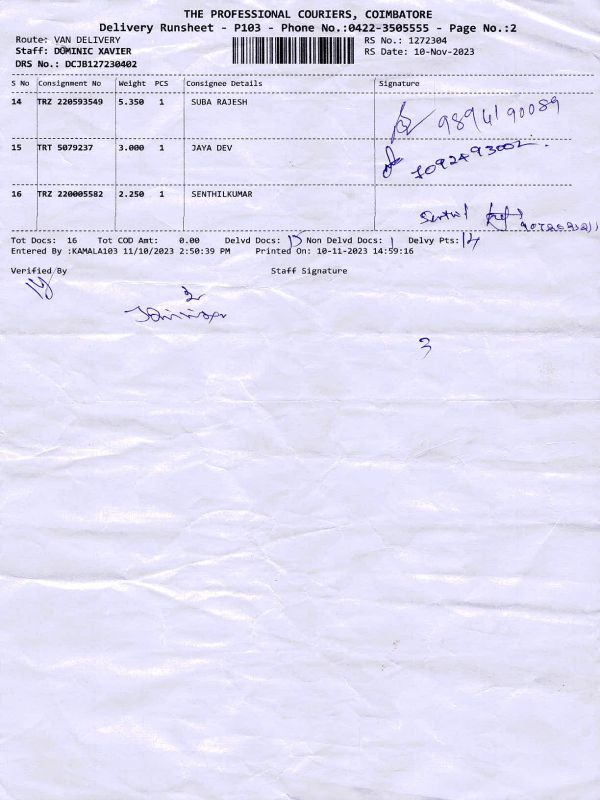 THE PROFESSIONAL COURIERS, COIMBATORE
Delivery Runsheet - P103 - Phone No.:0422-3505555 - Page No.:2
Route: VAN DELIVERY RS No.: 1272304
Staff: DOMINIC XAVIER RS Date: 10-Nov-2023
DRS No.: DCJB127230402
S No Consignment No Weight PCS Consignee Details Signature
14 TRZ 220593549 5.350 1 SUBA RAJESH
9894190089
15 TRT 5079237 3.000 1 JAYA DEV
7092493002
16 TRZ 220005582 2.250 1 SENTHILKUMAR
Senthil
Tot Docs: 16 Tot COD Amt: 0.00 Delvd Docs: 15 Non Delvd Docs: 1 Delvy Pts: 14
Entered By :KAMALA103 11/10/2023 2:50:39 PM Printed On: 10-11-2023 14:59:16
Verified By Staff Signature
3